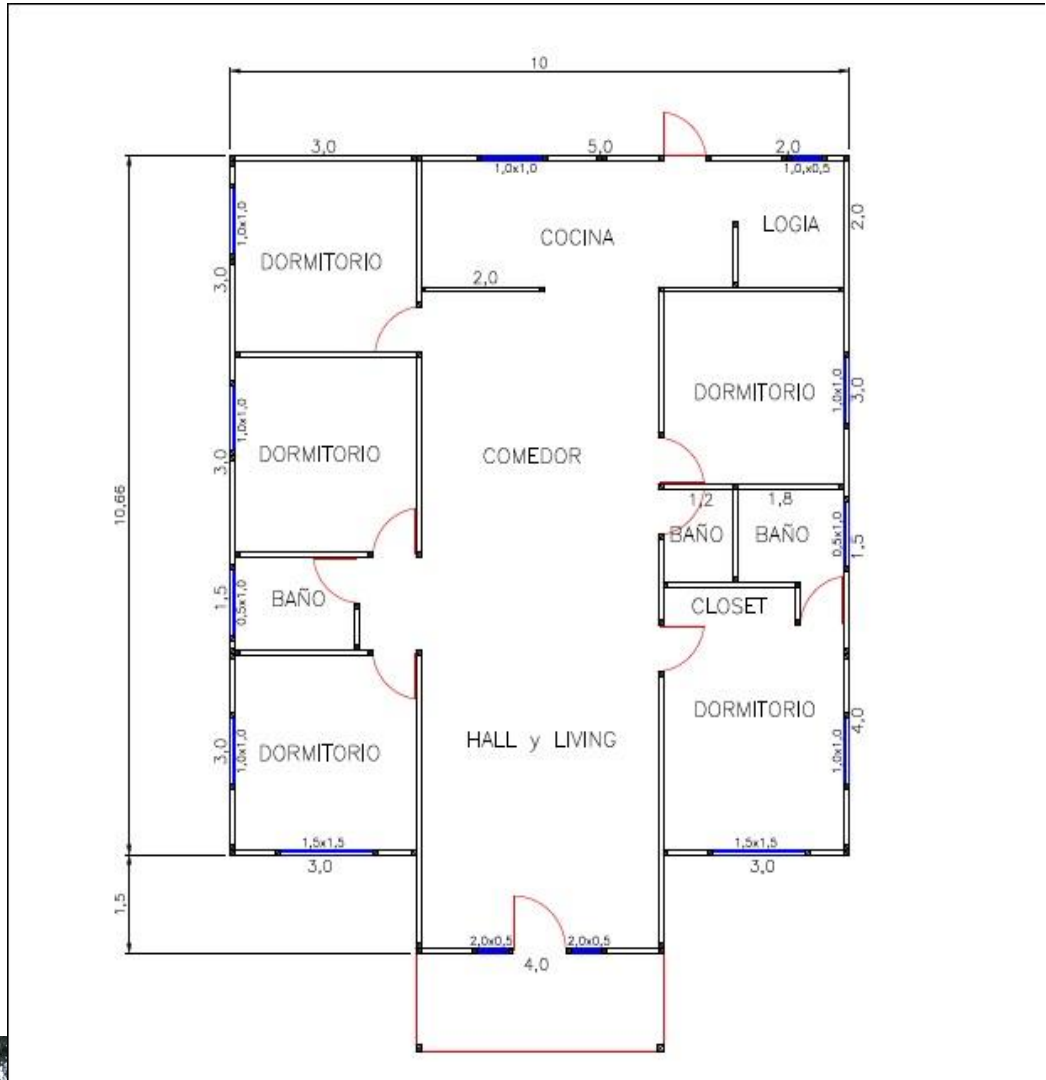 10
3,0
5,0
2,0
1,0x1,0
1,0,x0,5
1,0x1,0
LOGIA
2,0
COCINA
DORMITORIO
3,0
2,0
1,0x1,0
DORMITORIO
1,0x1,0
3,0
3,0
DORMITORIO
COMEDOR
10,66
1,2
1,8
BAÑO
BAÑO
0,5x1,0
1,5
1,5
0,5x1,0
BAÑO
CLOSET
DORMITORIO
4,0
1,0x1,0
3,0
1,0x1,0
DORMITORIO
HALL y LIVING
1,5x1,5
3,0
1,5x1,5
3,0
1,5
2,0x0,5
2,0x0,5
4,0